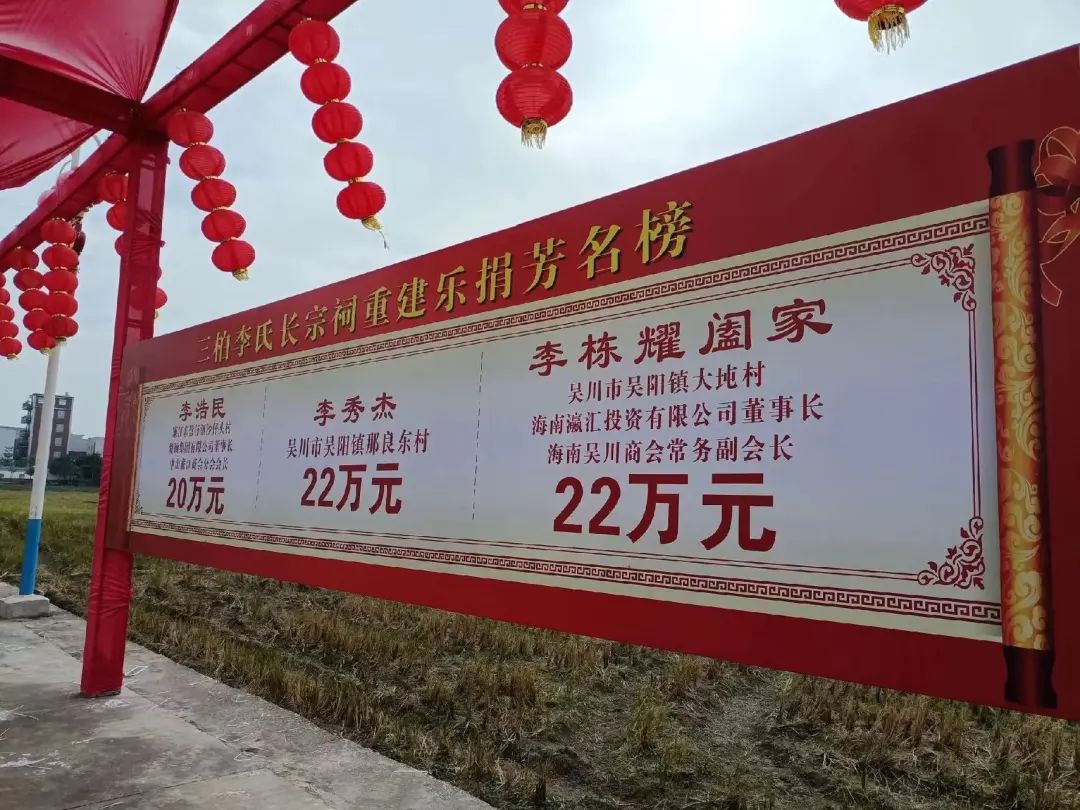 三柏李氏长宗祠重建乐捐芳名榜
李浩民
20万元
李秀杰
吴川市吴阳镇那良东村
22万元
李栋耀阖家
吴川市吴阳镇大坉村
海南瀛汇投资有限公司董事长
海南吴川商会常务副会长
22万元